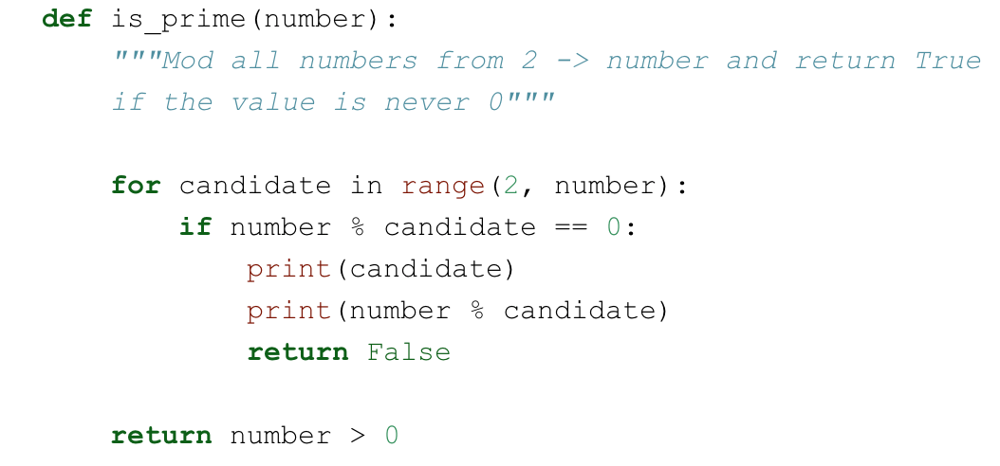 def is_prime(number):
    """Mod all numbers from 2 -> number and return True
    if the value is never 0"""

    for candidate in range(2, number):
        if number % candidate == 0:
            print(candidate)
            print(number % candidate)
            return False

    return number > 0